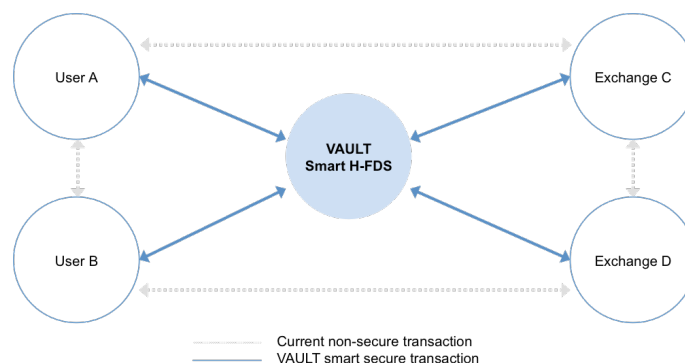 User A
Exchange C
VAULT
Smart H-FDS
User B
Exchange D
Current non-secure transaction
VAULT smart secure transaction